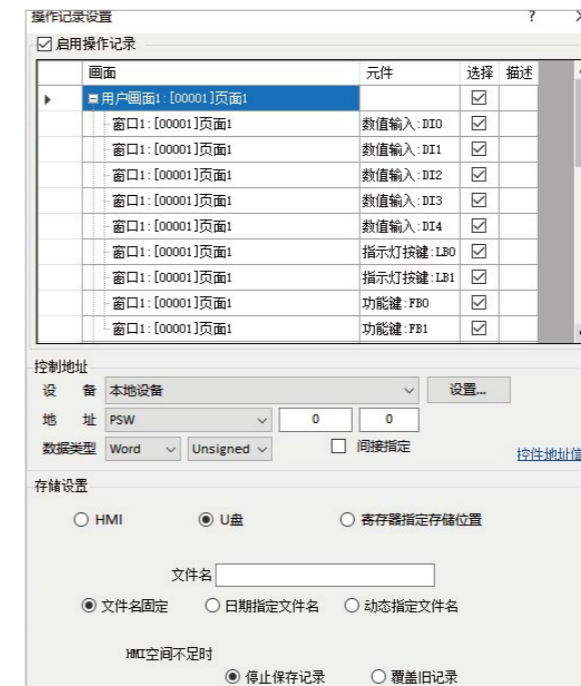 操作记录设置 ?
启用操作记录
画面 元件 选择 描述
用户画面1:[00001]页面1
窗口1:[00001]页面1 数值输入:DI0
窗口1:[00001]页面1 数值输入:DI1
窗口1:[00001]页面1 数值输入:DI2
窗口1:[00001]页面1 数值输入:DI3
窗口1:[00001]页面1 数值输入:DI4
窗口1:[00001]页面1 指示灯按键:LB0
窗口1:[00001]页面1 指示灯按键:LB1
窗口1:[00001]页面1 功能键:FB0
窗口1:[00001]页面1 功能键:FB1
控制地址
设 备 本地设备 设置...
地 址 PSW 0 0
数据类型 Word Unsigned 间接指定 控件地址信
存储设置
HMI U盘 寄存器指定存储位置
文件名
文件名固定 日期指定文件名 动态指定文件名
HMI空间不足时
停止保存记录 覆盖旧记录